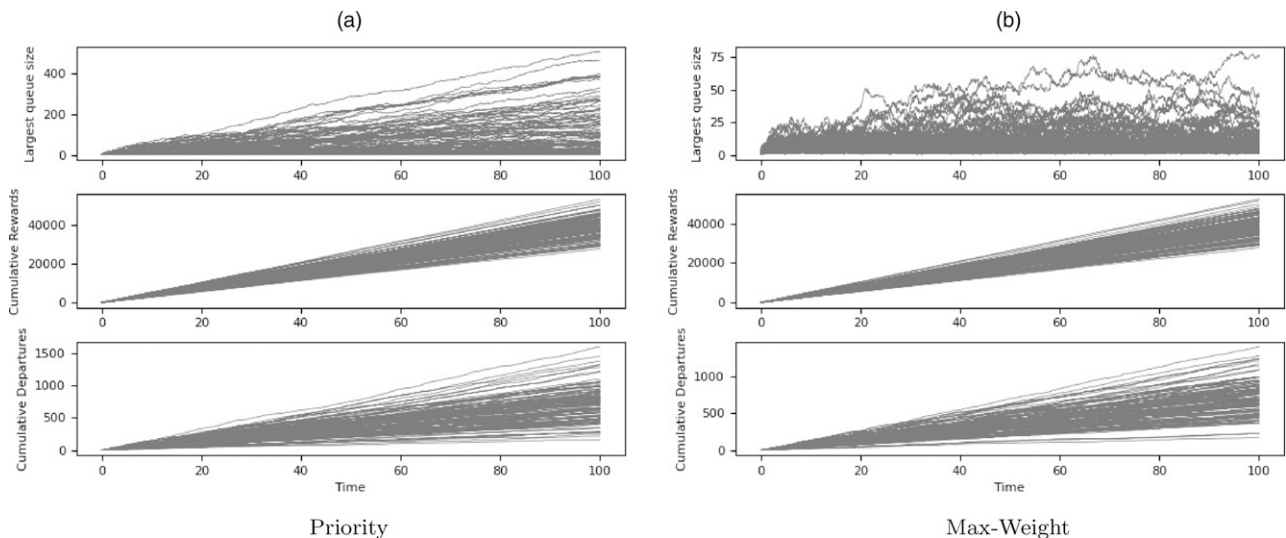 (a)
Largest queue size
400
200
0
0 20 40 60 80 100
Cumulative Rewards
40000
20000
0
0 20 40 60 80 100
Cumulative Departures
1500
1000
500
0
0 20 40 60 80 100
Time
Priority
(b)
Largest queue size
75
50
25
0
0 20 40 60 80 100
Cumulative Rewards
40000
20000
0
0 20 40 60 80 100
Cumulative Departures
1000
500
0
0 20 40 60 80 100
Time
Max-Weight